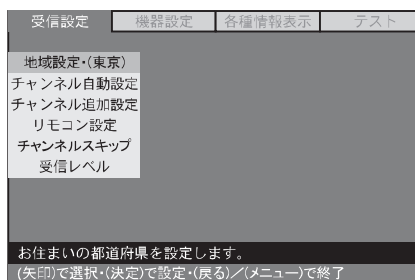 受信設定 機器設定 各種情報表示 テスト
地域設定・(東京)
チャンネル自動設定
チャンネル追加設定
リモコン設定
チャンネルスキップ
受信レベル
お住まいの都道府県を設定します。
(矢印)で選択・(決定)で設定・(戻る)／(メニュー)で終了